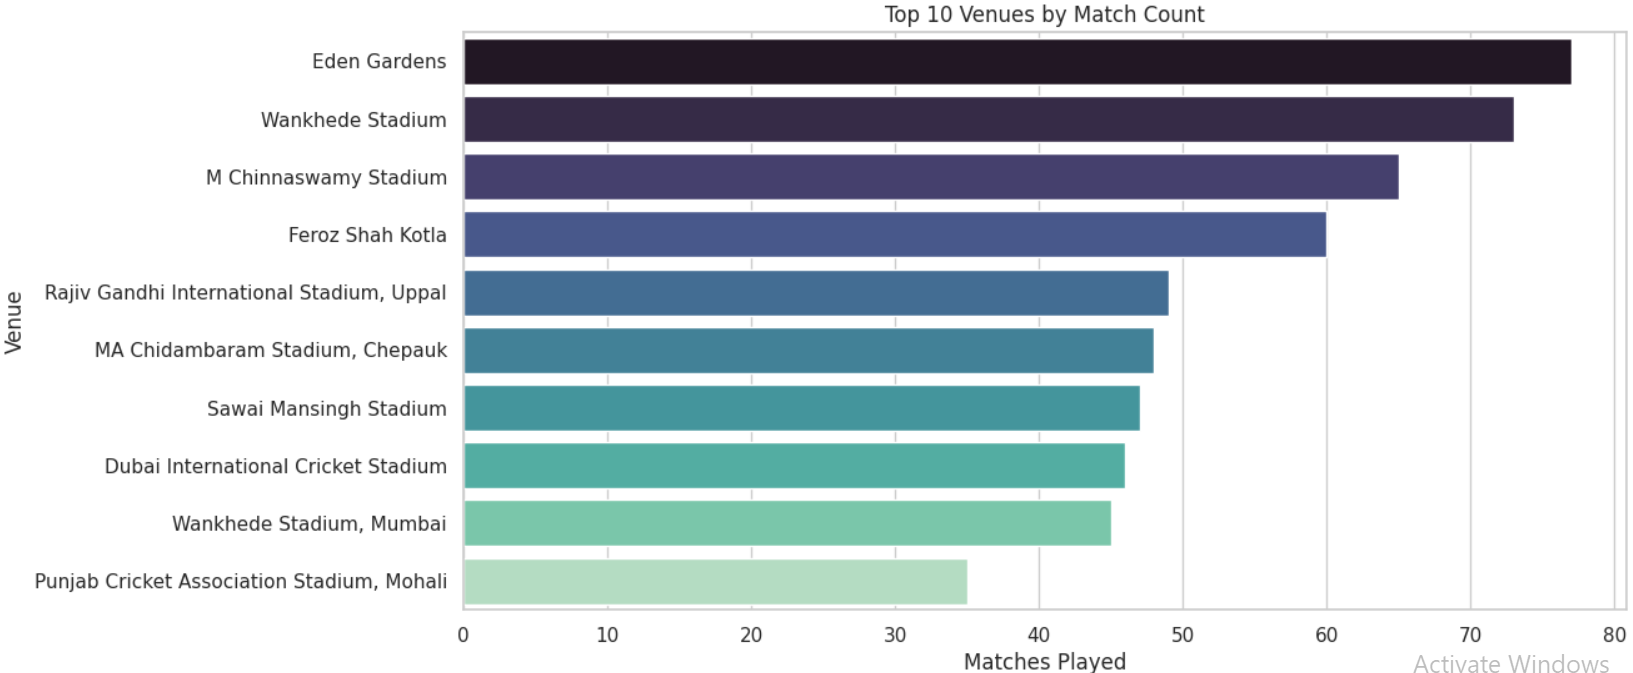 Top 10 Venues by Match Count
Eden Gardens
Wankhede Stadium
M Chinnaswamy Stadium
Feroz Shah Kotla
Rajiv Gandhi International Stadium, Uppal
MA Chidambaram Stadium, Chepauk
Sawai Mansingh Stadium
Dubai International Cricket Stadium
Wankhede Stadium, Mumbai
Punjab Cricket Association Stadium, Mohali
Venue
0 10 20 30 40 50 60 70 80
Matches Played
Activate Windows